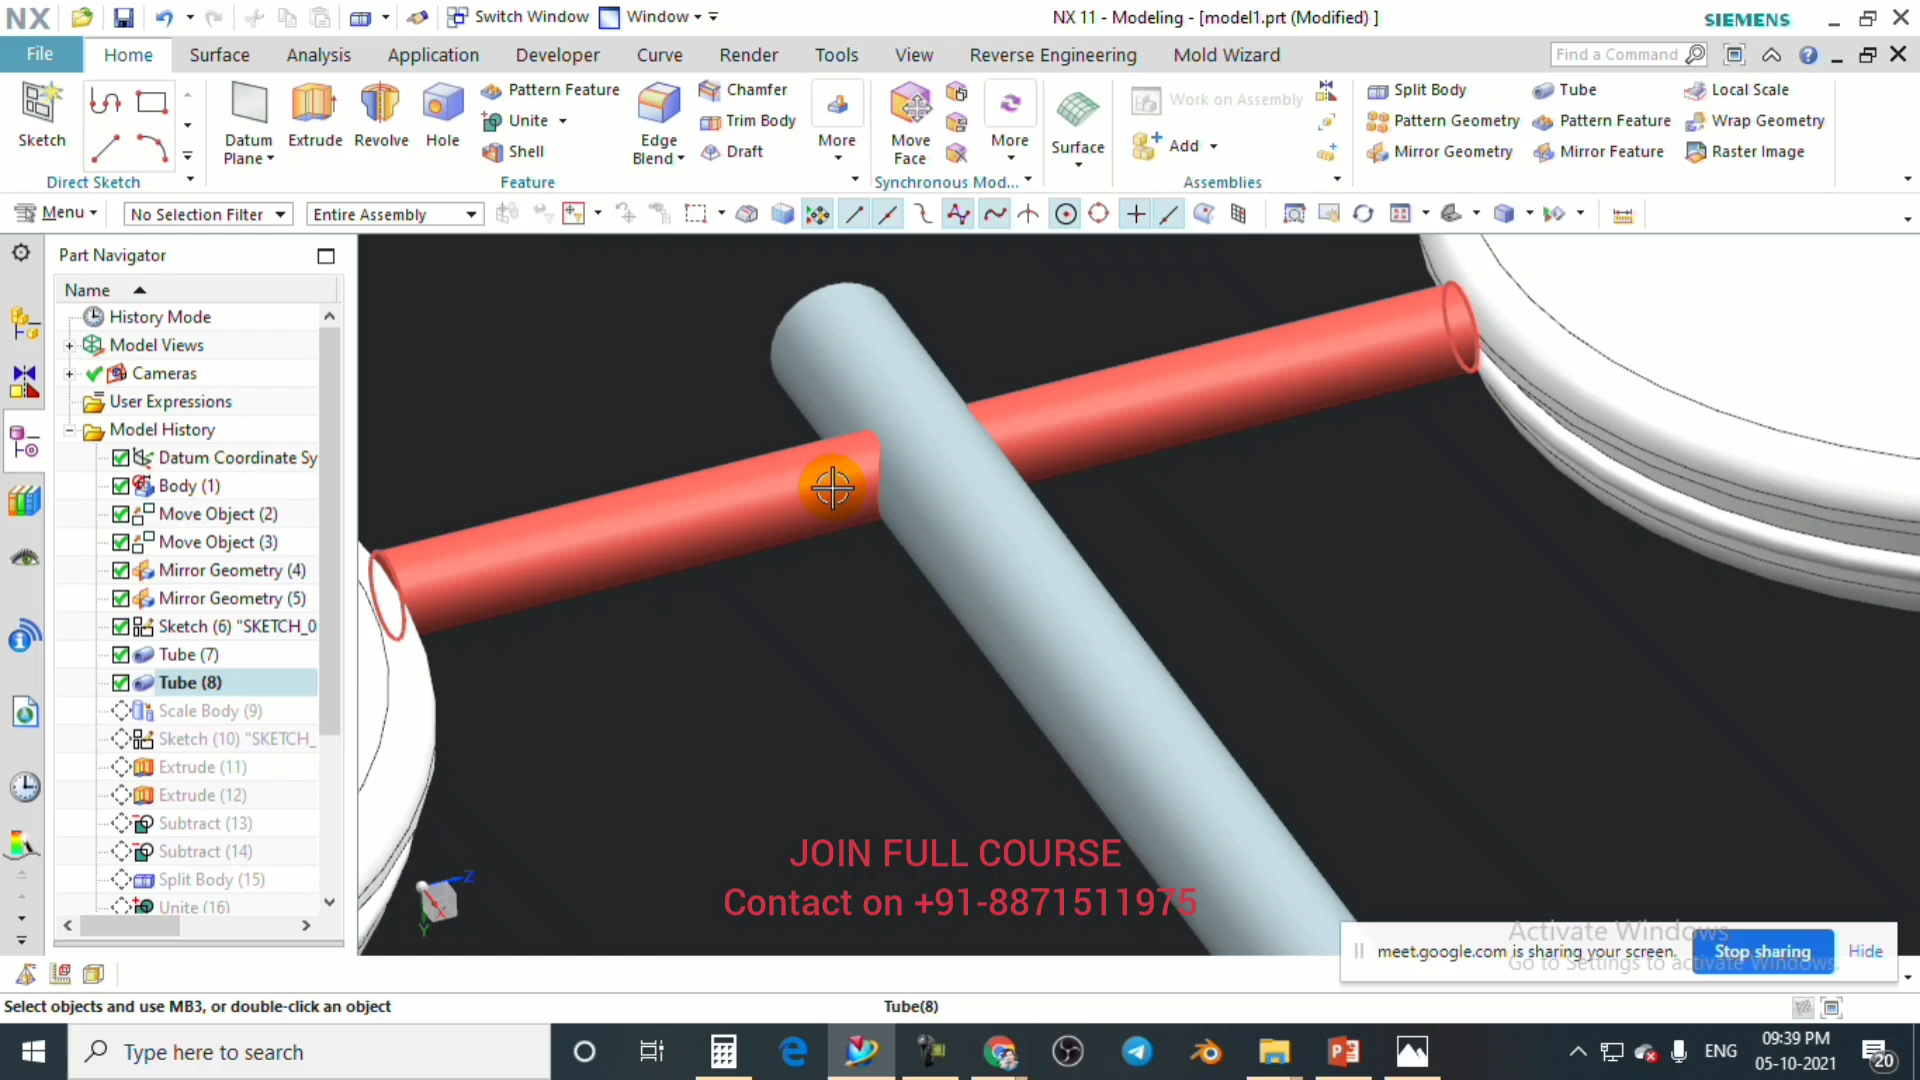 NX Switch Window Window NX 11 - Modeling - [model1.prt (Modified) ] SIEMENS
File Home Surface Analysis Application Developer Curve Render Tools View Reverse Engineering Mold Wizard Find a Command
Sketch Datum Plane Extrude Revolve Hole Pattern Feature Unite Shell Edge Blend Chamfer Trim Body Draft More Move Face More Surface Work on Assembly Add Split Body Tube Local Scale
Pattern Geometry Pattern Feature Wrap Geometry
Mirror Geometry Mirror Feature Raster Image
Direct Sketch Feature Synchronous Mod... Assemblies
Menu No Selection Filter Entire Assembly
Part Navigator
Name
History Mode
Model Views
Cameras
User Expressions
Model History
Datum Coordinate Sy
Body (1)
Move Object (2)
Move Object (3)
Mirror Geometry (4)
Mirror Geometry (5)
Sketch (6) "SKETCH_0
Tube (7)
Tube (8)
Scale Body (9)
Sketch (10) "SKETCH_
Extrude (11)
Extrude (12)
Subtract (13)
Subtract (14)
Split Body (15)
Unite (16)
Z
X
Y
JOIN FULL COURSE
Contact on +91-8871511975
Activate Windows
Go to Settings to activate Windows.
meet.google.com is sharing your screen. Stop sharing Hide
Select objects and use MB3, or double-click an object Tube(8)
Type here to search
ENG
09:39 PM
05-10-2021
20